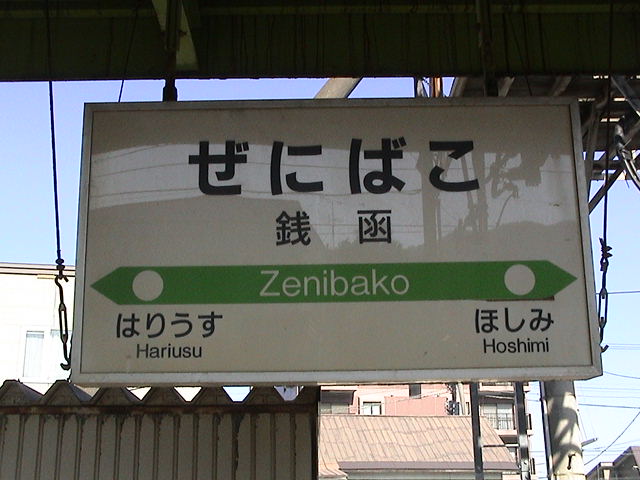 ぜにばこ
銭函
Zenibako
はりうす ほしみ
Hariusu Hoshimi